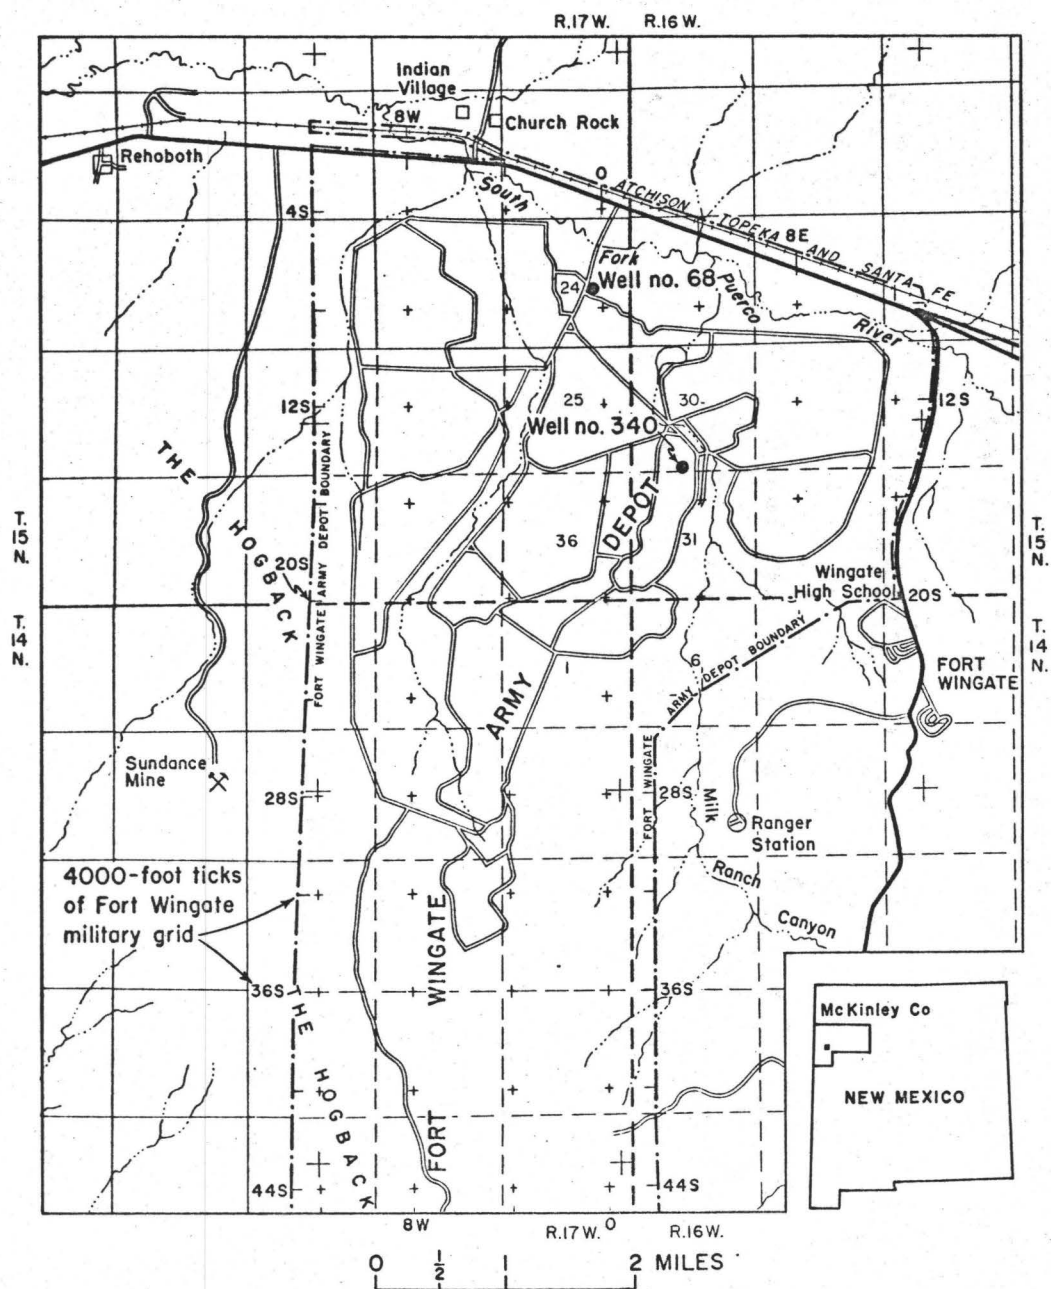 R.17W. R.16W.
Indian
Village
8W
Church Rock
Rehoboth
South
0
ATCHISON TOPEKA AND SANTA FE
4S
8E
Fork
24
Well no. 68
Puerco
River
25
30
12S
12S
Well no. 340
THE
HOGBACK
FORT WINGATE ARMY DEPOT BOUNDARY
T.
15
N.
T.
15
N.
DEPOT
36
31
20S
Wingate
High School
20S
T.
14
N.
T.
14
N.
1
6
ARMY DEPOT BOUNDARY
FORT
WINGATE
ARMY
Sundance
Mine
FORT WINGATE
28S
28S
Milk
Ranger
Station
4000-foot ticks
of Fort Wingate
military grid
Ranch
Canyon
WINGATE
36S
36S
THE
HOGBACK
McKinley Co
NEW MEXICO
FORT
44S
44S
8W
R.17W. 0 R.16W.
0 1/2 1 2 MILES